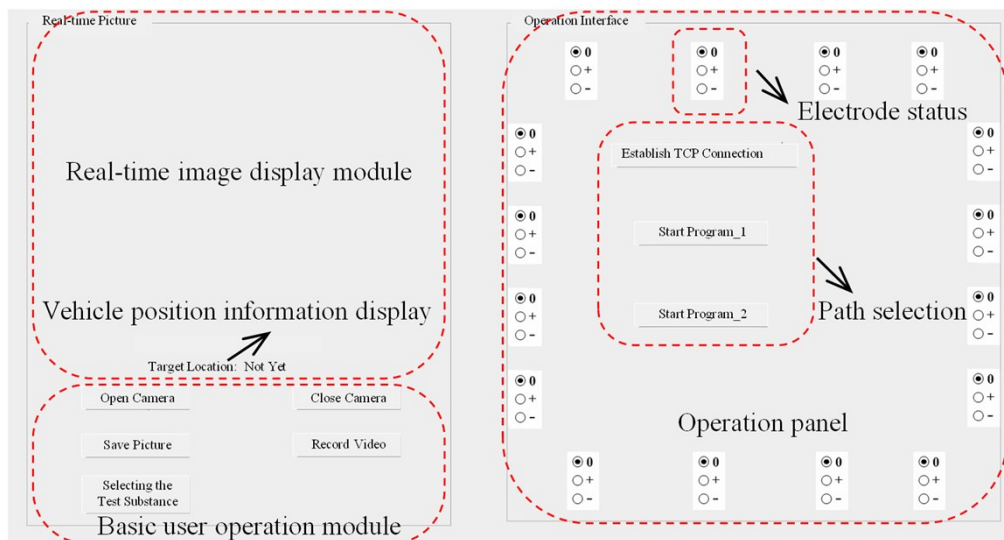 Real-time Picture
Real-time image display module
Vehicle position information display
Target Location: Not Yet
Open Camera
Close Camera
Save Picture
Record Video
Selecting the
Test Substance
Basic user operation module
Operation Interface
0 0 0 0
+ + + +
- - - -
Electrode status
0 0
+ +
- -
Establish TCP Connection
0 0
+ +
- -
Start Program_1
0 0
+ +
- -
Start Program_2
Path selection
0 0
+ +
- -
Operation panel
0 0 0 0
+ + + +
- - - -